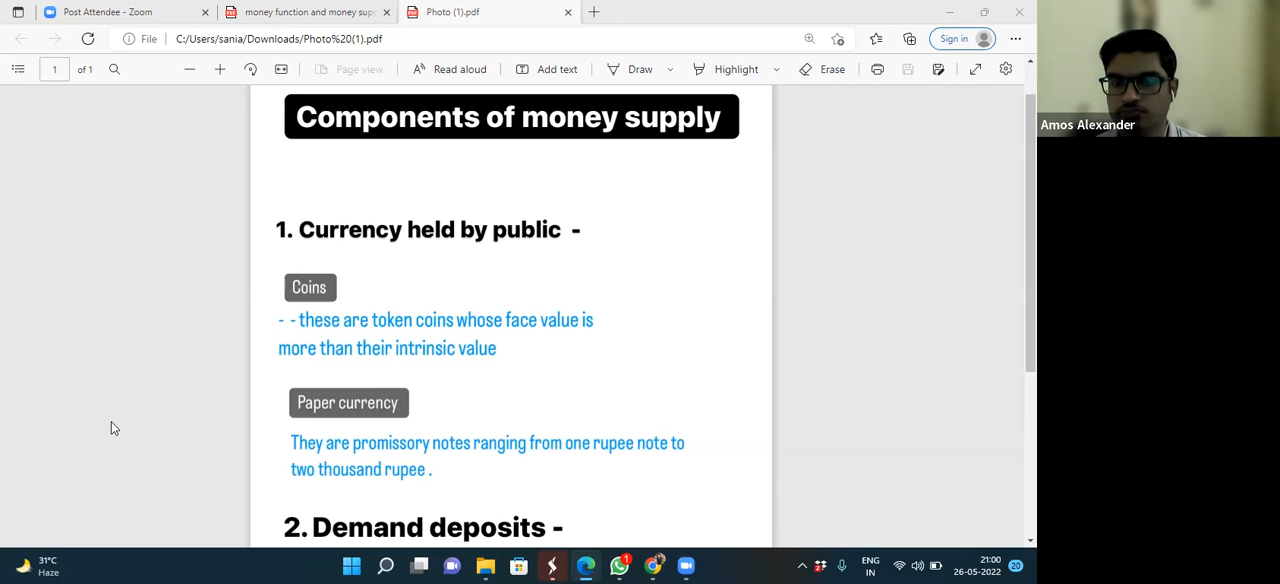 Post Attendee - Zoom
money function and money supp
Photo (1).pdf
File
C:/Users/sania/Downloads/Photo%20(1).pdf
Sign in
1
of 1
Page view
Read aloud
Add text
Draw
Highlight
Erase
Components of money supply
Amos Alexander
1. Currency held by public -
Coins
- - these are token coins whose face value is
more than their intrinsic value
Paper currency
They are promissory notes ranging from one rupee note to
two thousand rupee .
2. Demand deposits -
31°C
Haze
1
ENG
IN
21:00
26-05-2022
20